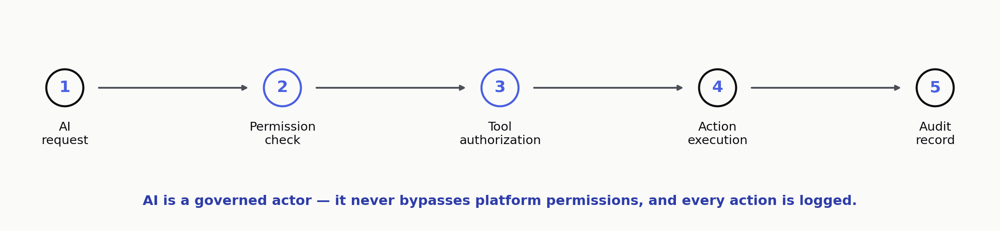 1
2
3
4
5
AI
request
Permission
check
Tool
authorization
Action
execution
Audit
record
AI is a governed actor — it never bypasses platform permissions, and every action is logged.